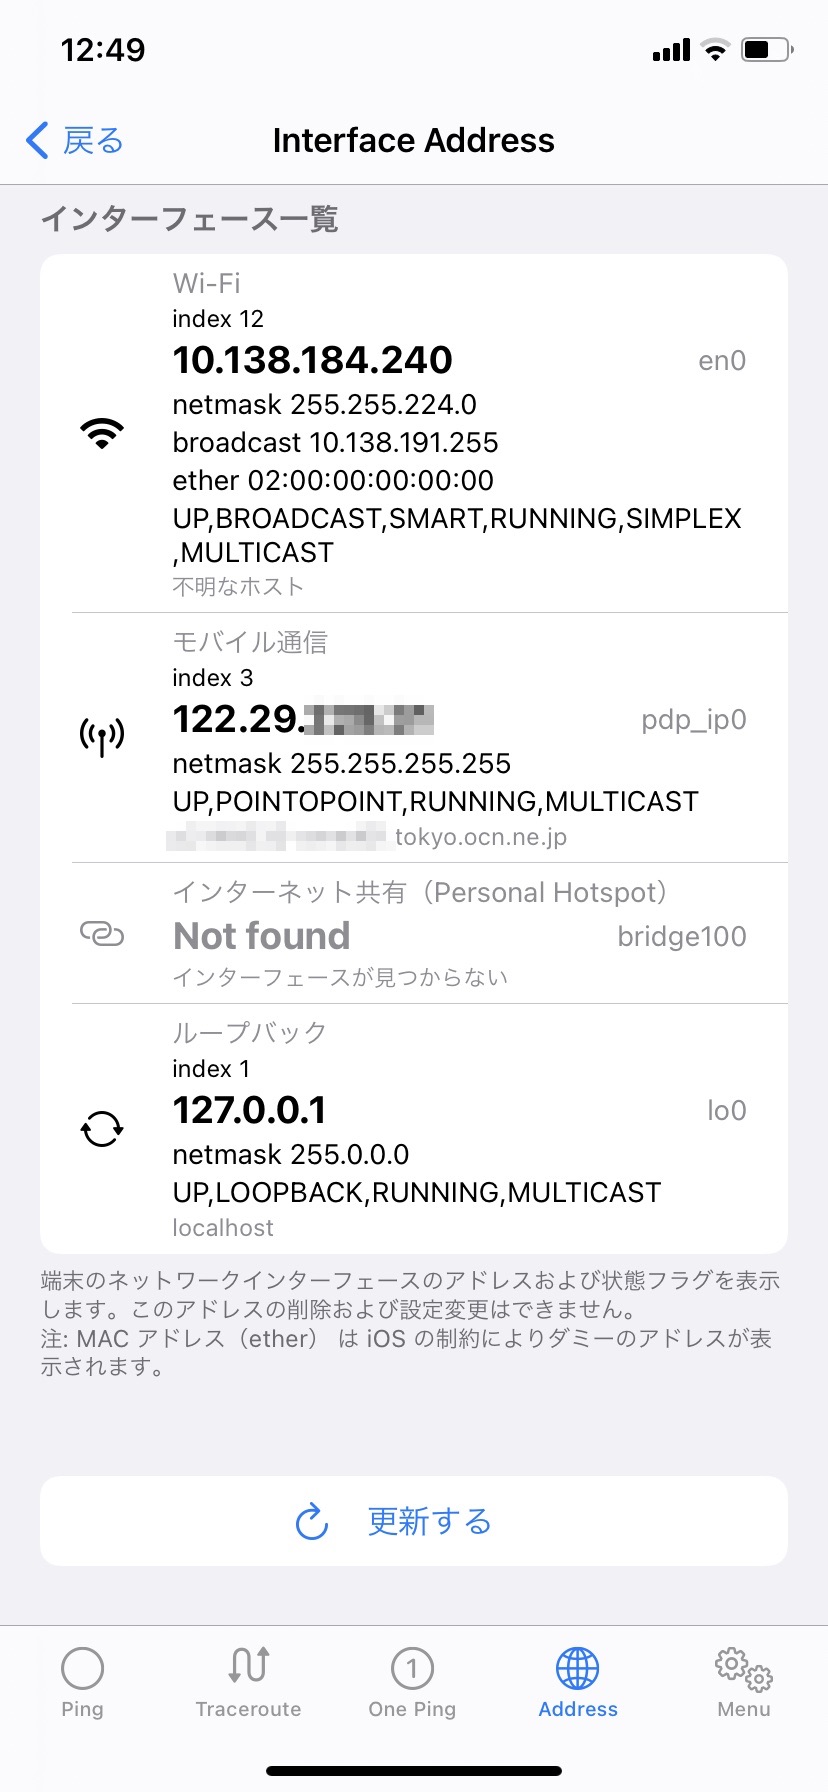 12:49
戻る
Interface Address
インターフェース一覧
Wi-Fi
index 12
10.138.184.240
en0
netmask 255.255.224.0
broadcast 10.138.191.255
ether 02:00:00:00:00:00
UP,BROADCAST,SMART,RUNNING,SIMPLEX
,MULTICAST
不明なホスト
モバイル通信
index 3
122.29.
pdp_ip0
netmask 255.255.255.255
UP,POINTOPOINT,RUNNING,MULTICAST
.tokyo.ocn.ne.jp
インターネット共有（Personal Hotspot）
Not found
bridge100
インターフェースが見つからない
ループバック
index 1
127.0.0.1
lo0
netmask 255.0.0.0
UP,LOOPBACK,RUNNING,MULTICAST
localhost
端末のネットワークインターフェースのアドレスおよび状態フラグを表示
します。このアドレスの削除および設定変更はできません。
注: MAC アドレス（ether） は iOS の制約によりダミーのアドレスが表
示されます。
更新する
Ping
Traceroute
1
One Ping
Address
Menu